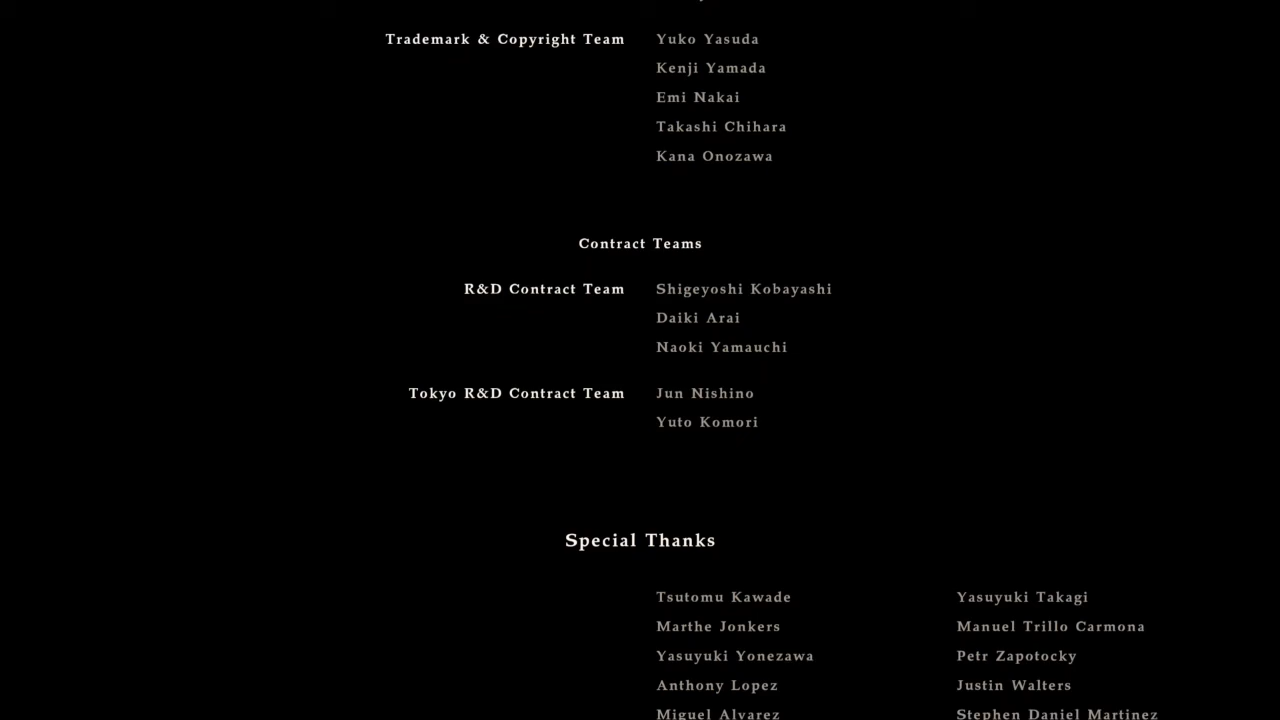 Trademark & Copyright Team Yuko Yasuda
Kenji Yamada
Emi Nakai
Takashi Chihara
Kana Onozawa
Contract Teams
R&D Contract Team Shigeyoshi Kobayashi
Daiki Arai
Naoki Yamauchi
Tokyo R&D Contract Team Jun Nishino
Yuto Komori
Special Thanks
Tsutomu Kawade Yasuyuki Takagi
Marthe Jonkers Manuel Trillo Carmona
Yasuyuki Yonezawa Petr Zapotocky
Anthony Lopez Justin Walters
Miguel Alvarez Stephen Daniel Martinez